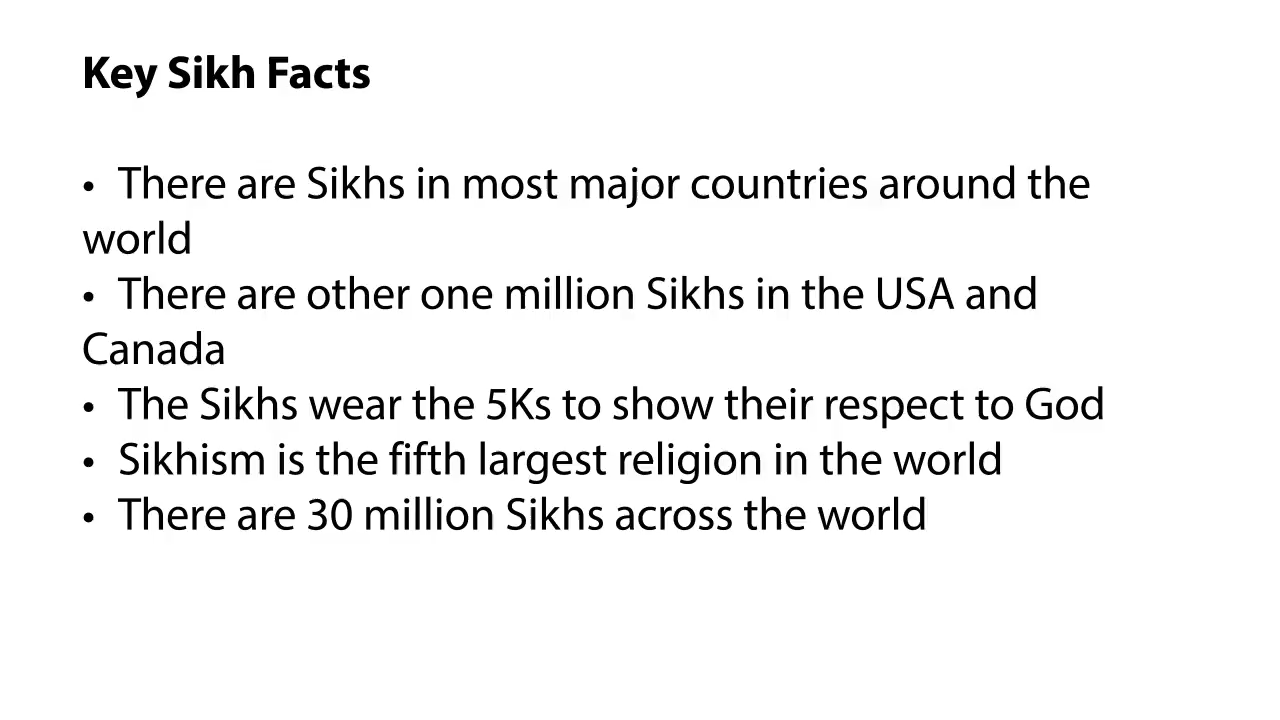 Key Sikh Facts
• There are Sikhs in most major countries around the
world
• There are other one million Sikhs in the USA and
Canada
• The Sikhs wear the 5Ks to show their respect to God
• Sikhism is the fifth largest religion in the world
• There are 30 million Sikhs across the world